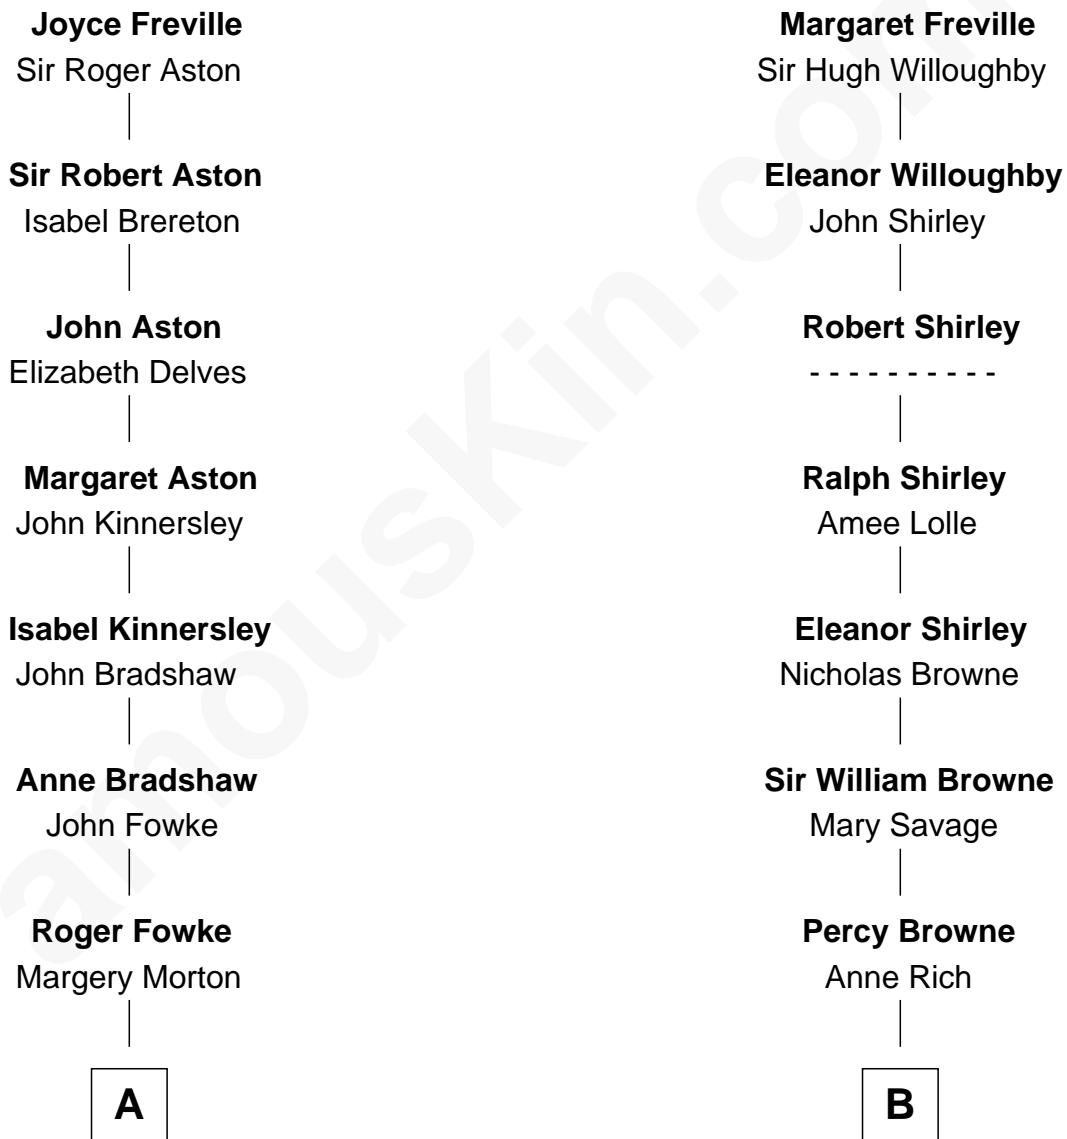 Joyce Freville
Sir Roger Aston
Sir Robert Aston
Isabel Brereton
John Aston
Elizabeth Delves
Margaret Aston
John Kinnersley
Isabel Kinnersley
John Bradshaw
Anne Bradshaw
John Fowke
Roger Fowke
Margery Morton
A
Margaret Freville
Sir Hugh Willoughby
Eleanor Willoughby
John Shirley
Robert Shirley
- - - - - - - - - -
Ralph Shirley
Amee Lolle
Eleanor Shirley
Nicholas Browne
Sir William Browne
Mary Savage
Percy Browne
Anne Rich
B
amouskin.com